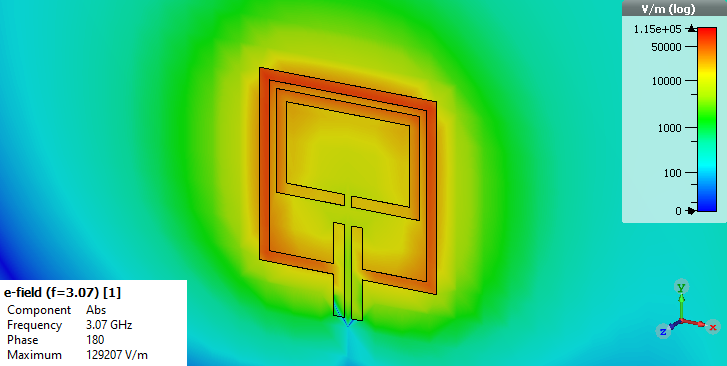 V/m (log)
1.15e+05
50000
10000
1000
100
0
e-field (f=3.07) [1]
Component Abs
Frequency 3.07 GHz
Phase 180
Maximum 129207 V/m
y
z
x